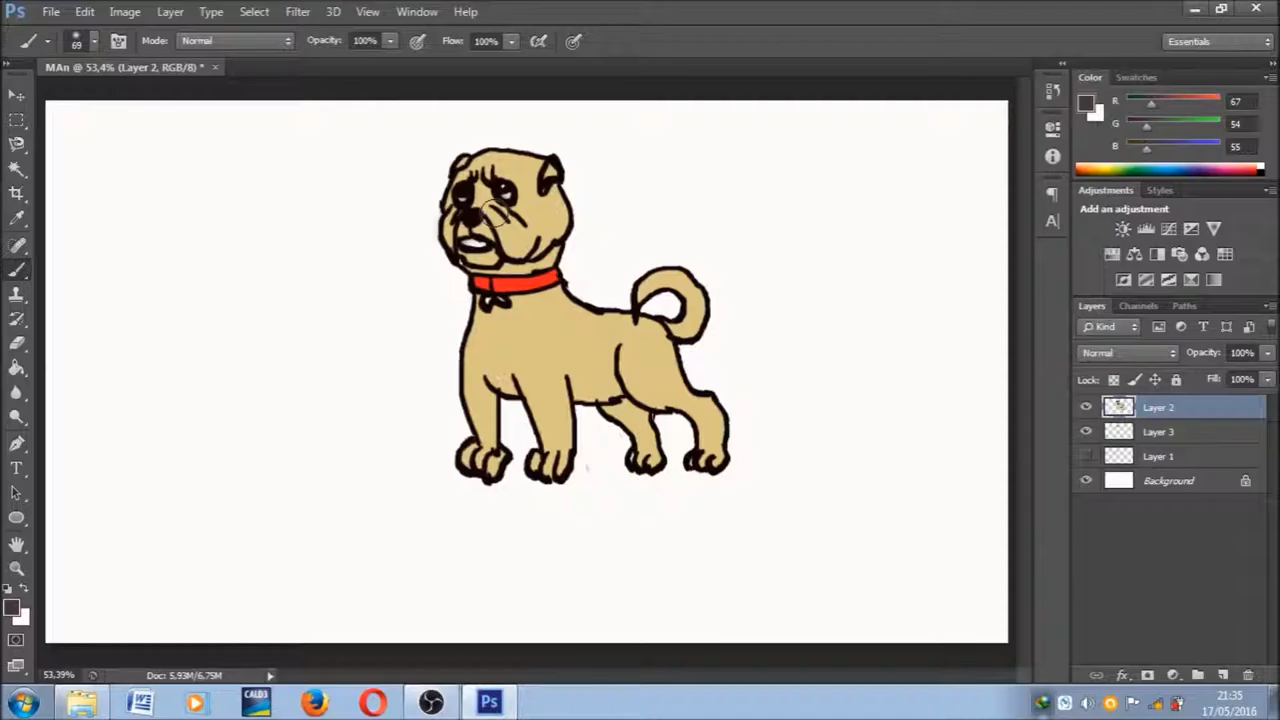 Ps File Edit Image Layer Type Select Filter 3D View Window Help
69 Mode: Normal Opacity: 100% Flow: 100% Essentials
MAn @ 53,4% (Layer 2, RGB/8) * ×
Color Swatches
R 67
G 54
B 55
Adjustments Styles
Add an adjustment
Layers Channels Paths
Kind
Normal Opacity: 100%
Lock: Fill: 100%
Layer 2
Layer 3
Layer 1
Background
53,39% Doc: 5,93M/6,75M
CALD3 Ps 21:35
17/05/2016